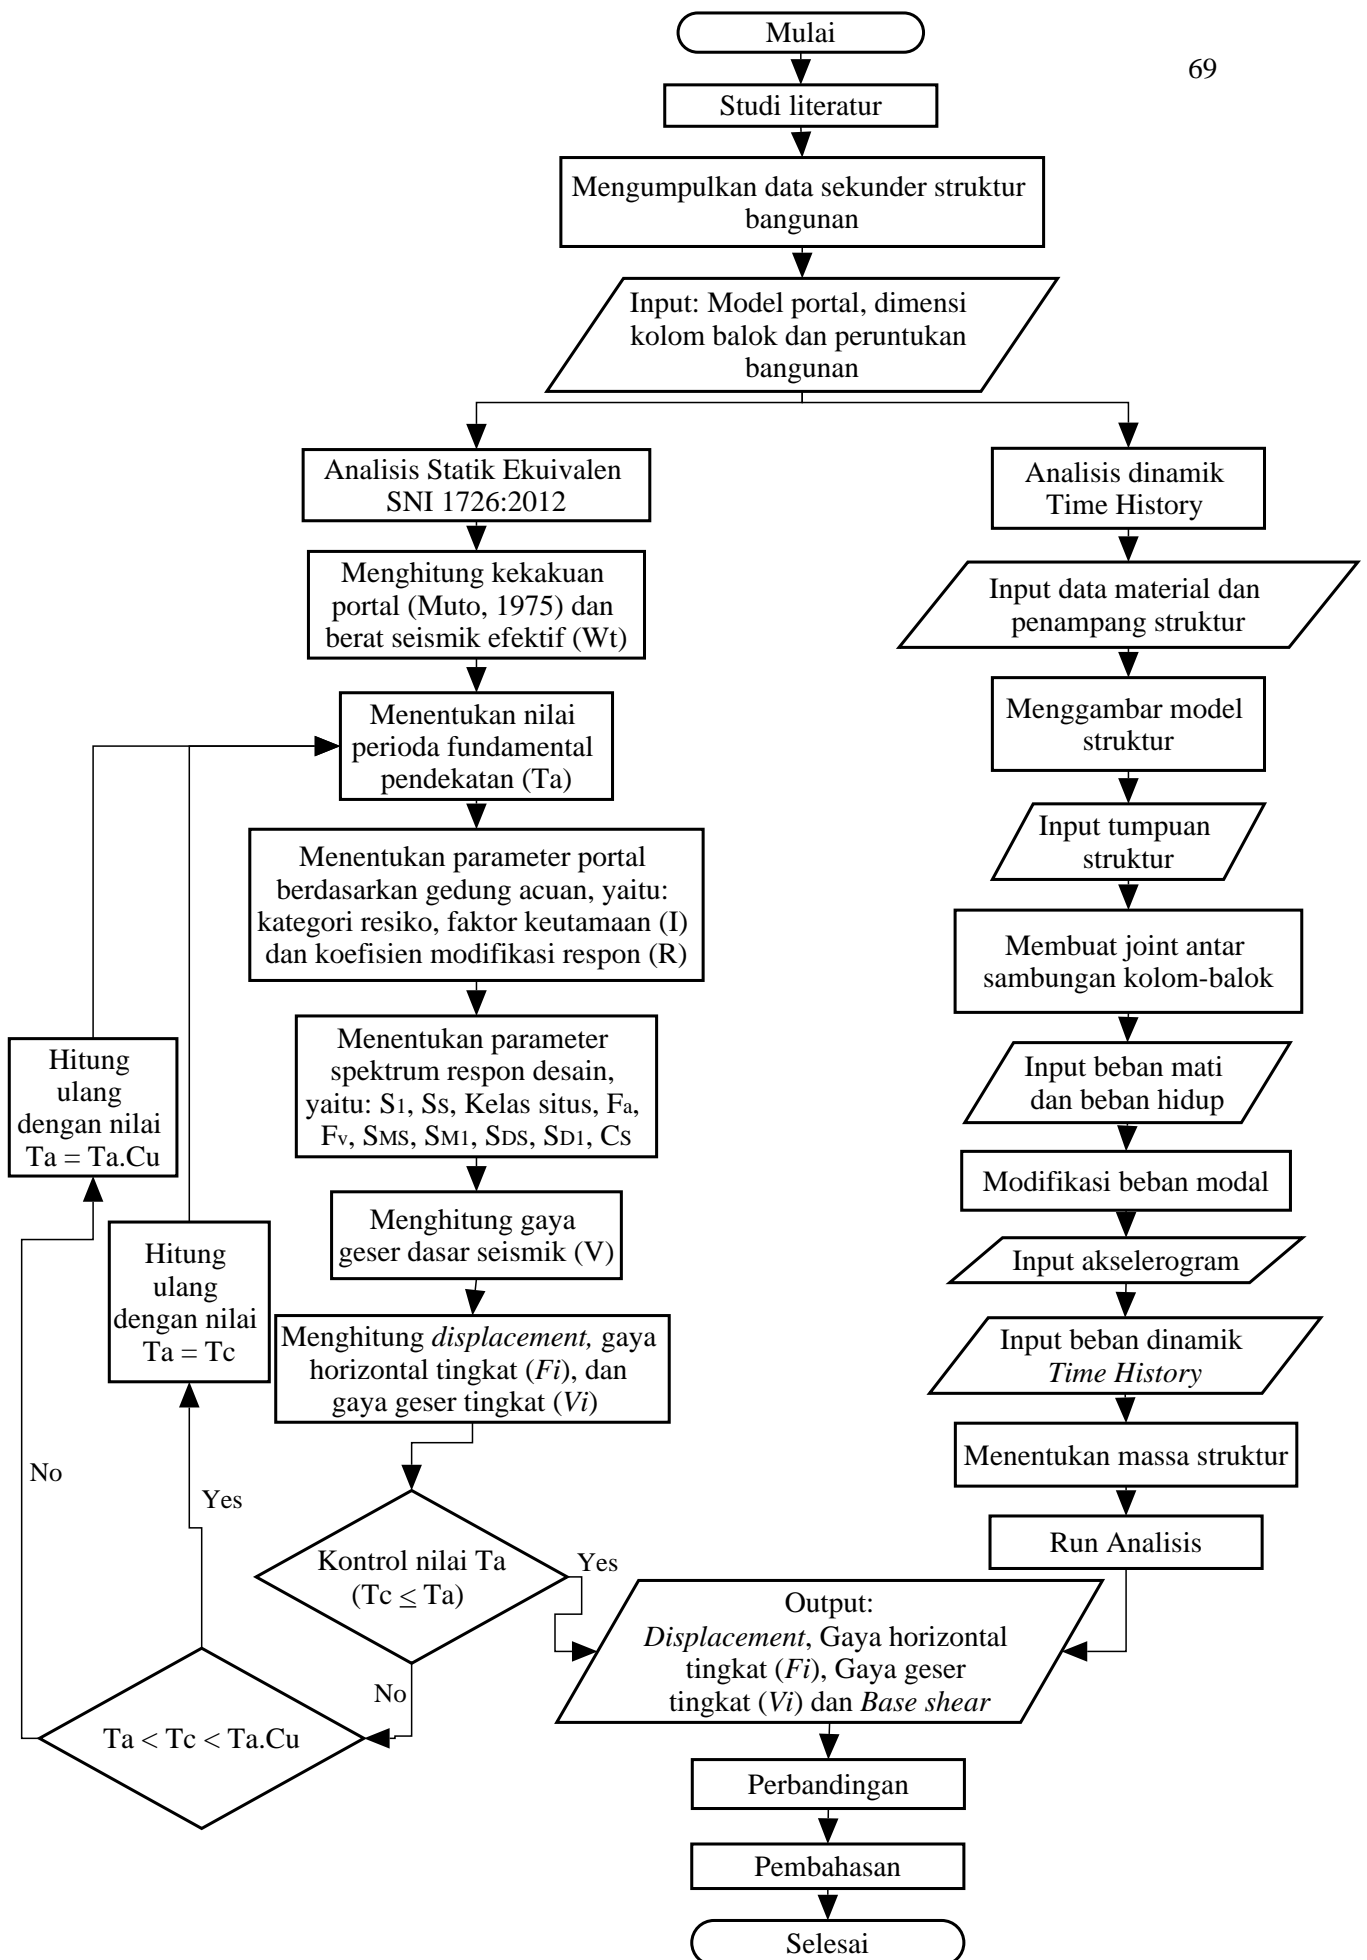 Mulai
69
Studi literatur
Mengumpulkan data sekunder struktur
bangunan
Input: Model portal, dimensi
kolom balok dan peruntukan
bangunan
Analisis Statik Ekuivalen
SNI 1726:2012
Menghitung kekakuan
portal (Muto, 1975) dan
berat seismik efektif (Wt)
Menentukan nilai
perioda fundamental
pendekatan (Ta)
Menentukan parameter portal
berdasarkan gedung acuan, yaitu:
kategori resiko, faktor keutamaan (I)
dan koefisien modifikasi respon (R)
Menentukan parameter
spektrum respon desain,
yaitu: S1, SS, Kelas situs, Fa,
Fv, SMS, SM1, SDS, SD1, CS
Menghitung gaya
geser dasar seismik (V)
Menghitung displacement, gaya
horizontal tingkat (Fi), dan
gaya geser tingkat (Vi)
Kontrol nilai Ta
(Tc ≤ Ta)
Yes
No
Ta < Tc < Ta.Cu
Yes
Hitung
ulang
dengan nilai
Ta = Tc
No
Hitung
ulang
dengan nilai
Ta = Ta.Cu
Analisis dinamik
Time History
Input data material dan
penampang struktur
Menggambar model
struktur
Input tumpuan
struktur
Membuat joint antar
sambungan kolom-balok
Input beban mati
dan beban hidup
Modifikasi beban modal
Input akselerogram
Input beban dinamik
Time History
Menentukan massa struktur
Run Analisis
Output:
Displacement, Gaya horizontal
tingkat (Fi), Gaya geser
tingkat (Vi) dan Base shear
Perbandingan
Pembahasan
Selesai